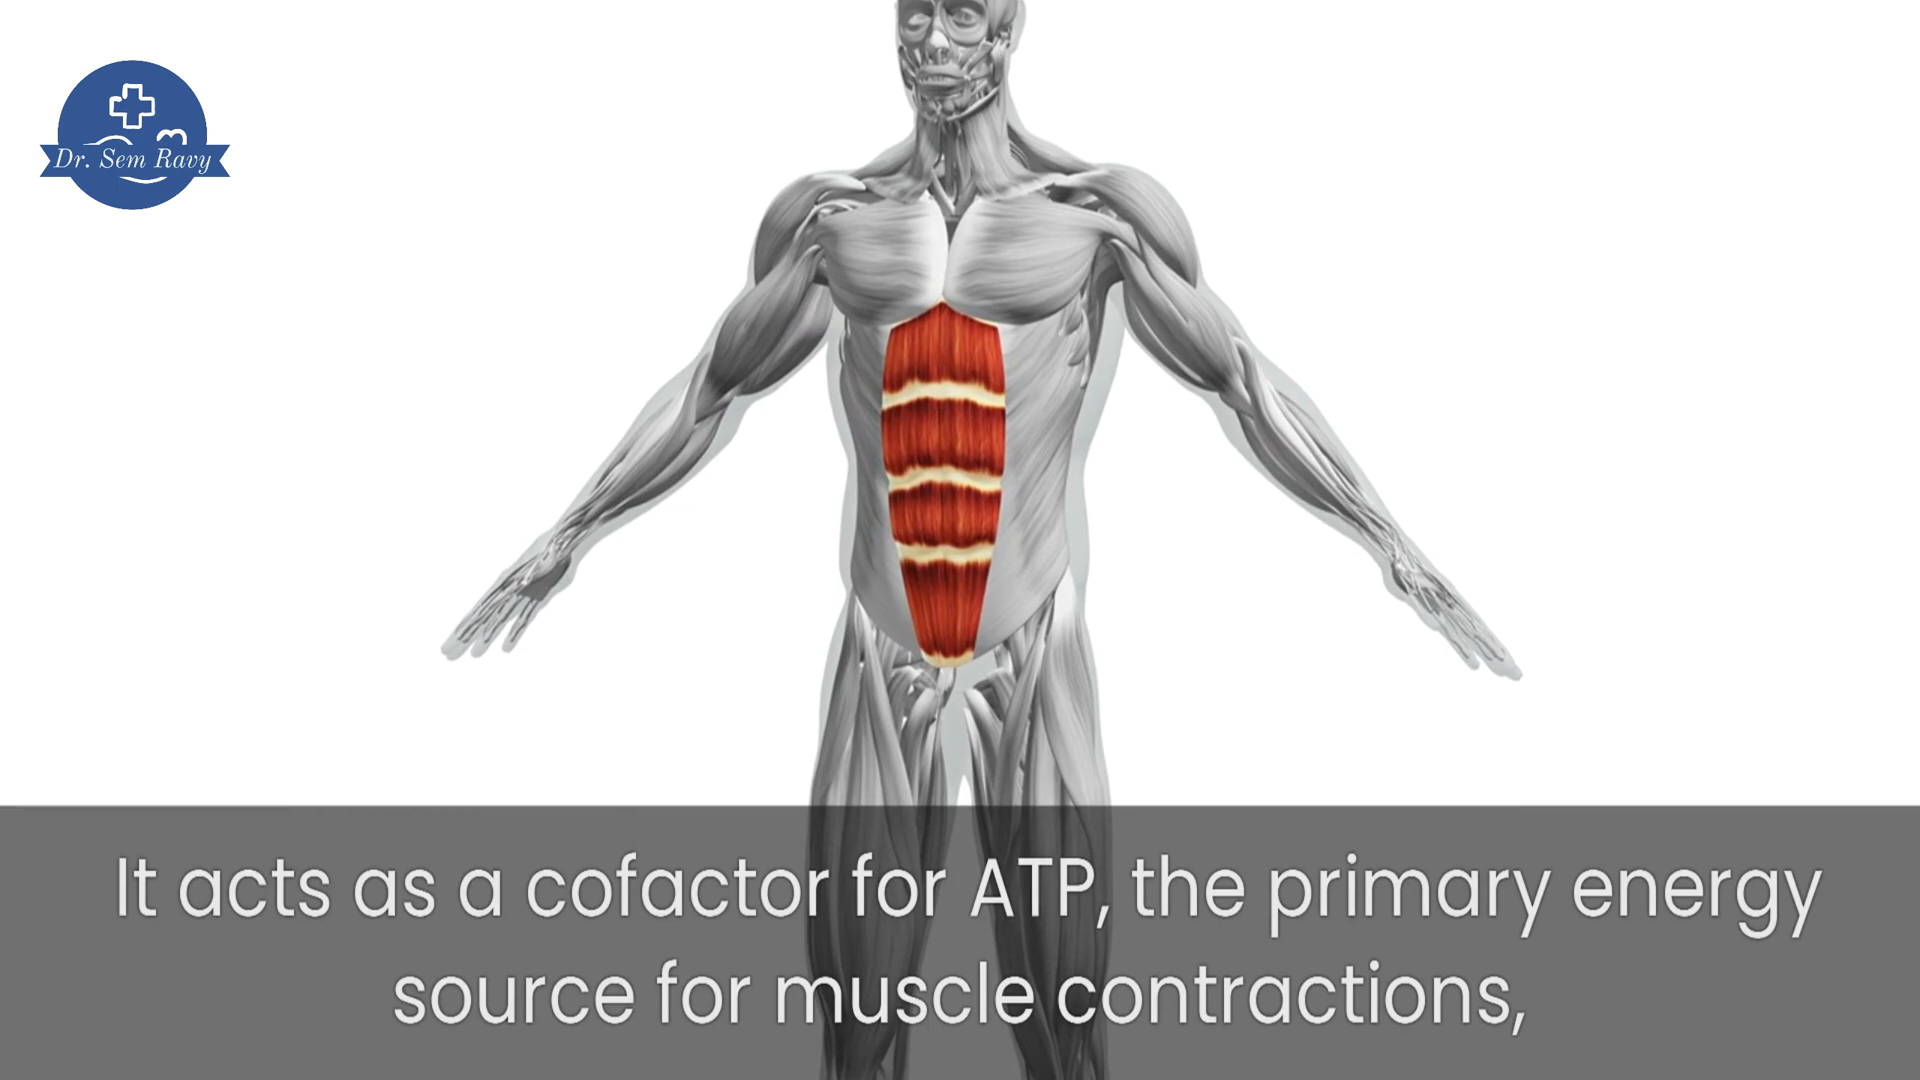 Dr. Sem Ravy
It acts as a cofactor for ATP, the primary energy
source for muscle contractions,